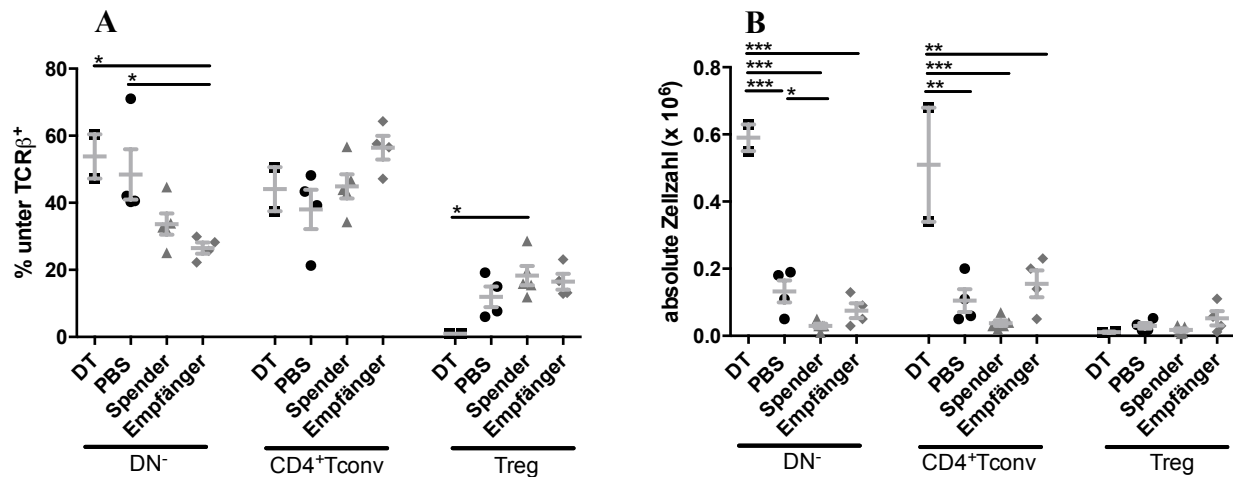 A
% unter TCRβ⁺
80
60
40
20
0
*
*
*
DT
PBS
Spender
Empfänger
DT
PBS
Spender
Empfänger
DT
PBS
Spender
Empfänger
DN⁻
CD4⁺Tconv
Treg
B
absolute Zellzahl (x 10⁶)
0.8
0.6
0.4
0.2
0.0
***
***
***
*
**
***
**
DT
PBS
Spender
Empfänger
DT
PBS
Spender
Empfänger
DT
PBS
Spender
Empfänger
DN⁻
CD4⁺Tconv
Treg